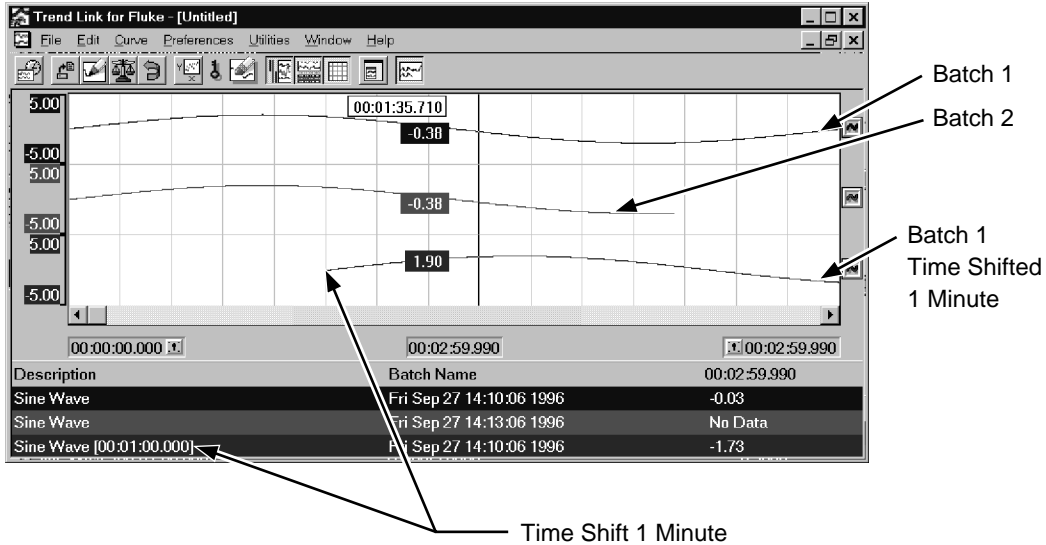 Trend Link for Fluke - [Untitled]
File Edit Curve Preferences Utilities Window Help
Batch 1
Batch 2
5.00
00:01:35.710
-0.38
-5.00
5.00
-0.38
-5.00
5.00
1.90
-5.00
Batch 1
Time Shifted
1 Minute
00:00:00.000
00:02:59.990
00:02:59.990
Description Batch Name 00:02:59.990
Sine Wave Fri Sep 27 14:10:06 1996 -0.03
Sine Wave Fri Sep 27 14:13:06 1996 No Data
Sine Wave [00:01:00.000] Fri Sep 27 14:10:06 1996 -1.73
Time Shift 1 Minute